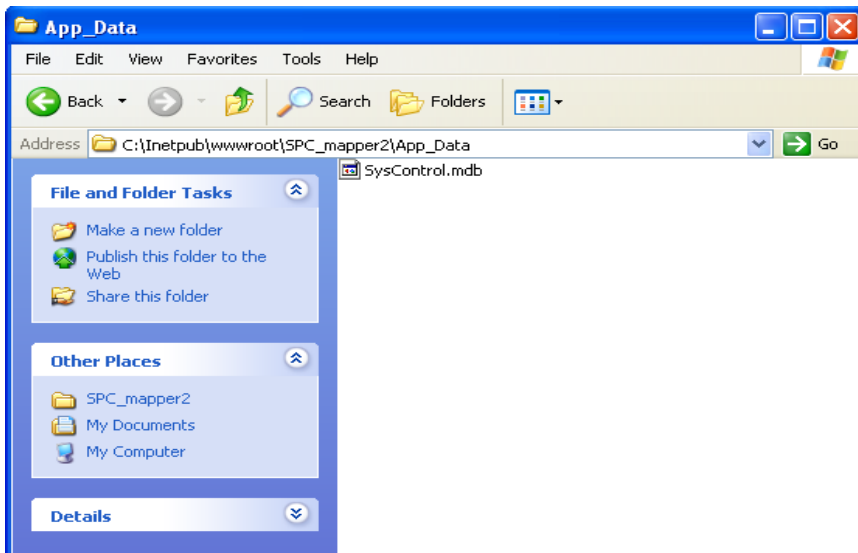 App_Data
File Edit View Favorites Tools Help
Back Search Folders
Address C:\Inetpub\wwwroot\SPC_mapper2\App_Data Go
File and Folder Tasks
Make a new folder
Publish this folder to the
Web
Share this folder
Other Places
SPC_mapper2
My Documents
My Computer
Details
SysControl.mdb